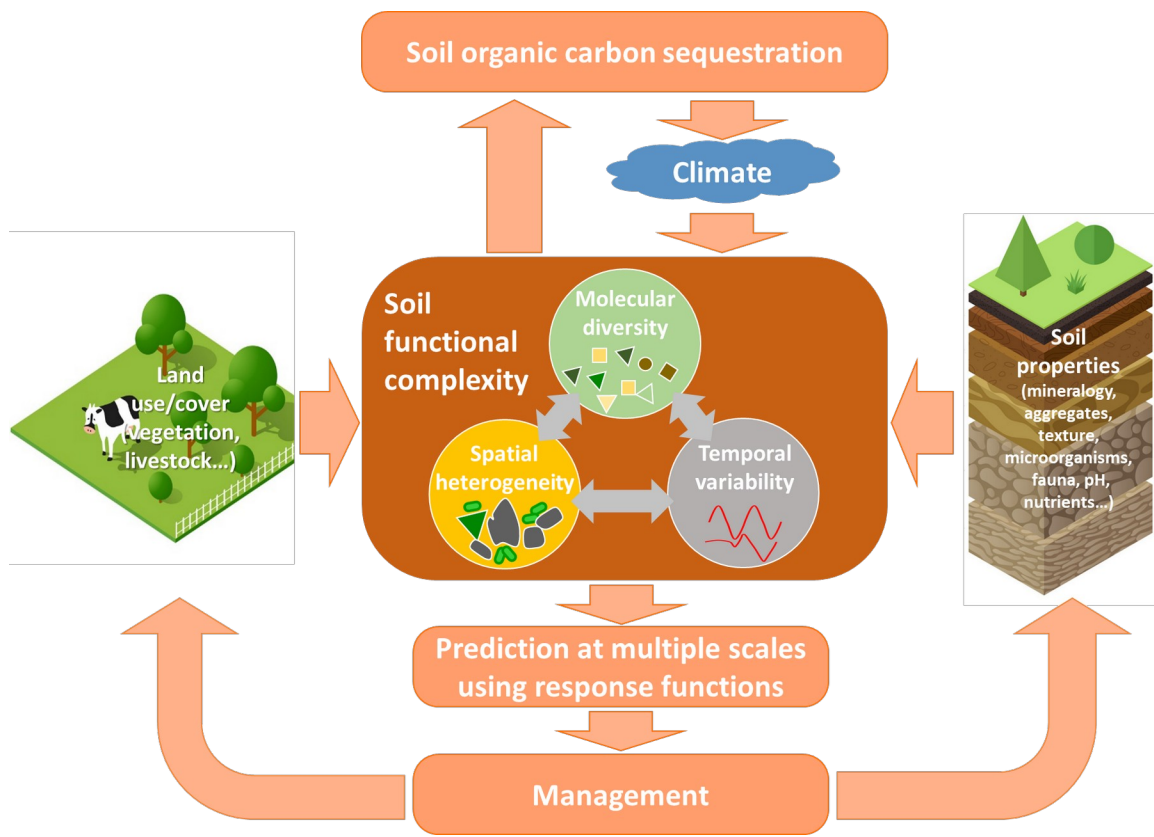 Soil organic carbon sequestration
Climate
Soil
functional
complexity
Molecular
diversity
Spatial
heterogeneity
Temporal
variability
Land
use/cover
(vegetation,
livestock...)
Soil
properties
(mineralogy,
aggregates,
texture,
microorganisms,
fauna, pH,
nutrients...)
Prediction at multiple scales
using response functions
Management